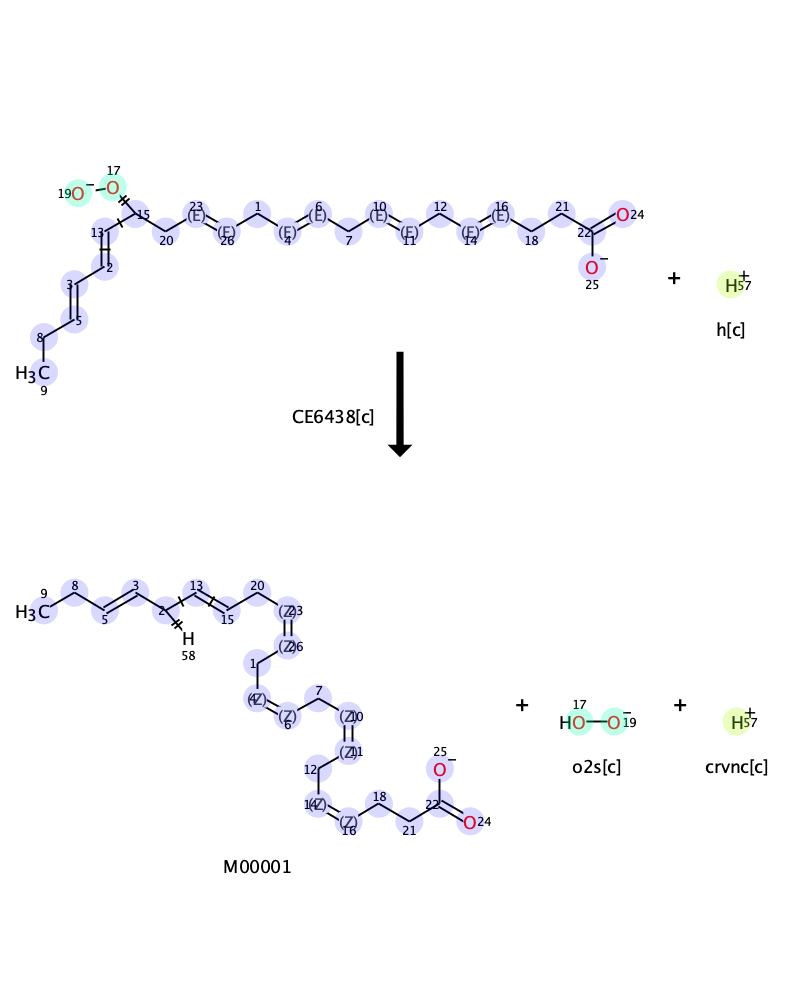 17
19 O⁻ O 15 23 (E) 1 6 (E) 10 (E) 12 16 (E) 21 O 24
13 20 (E) 26 (E) 4 7 (E) 11 (E) 14 18 22
2 O⁻
3 25
+ H⁺ 57
5 h[c]
8
H₃C
9
CE6438[c]
9 8 3 13 20
H₃C 5 2 15 (Z) 23
H
58
(Z) 26
1
7
(Z) 4 (Z) 6 (Z) 10
+ HO 17 O⁻ 19 + H⁺ 57
(Z) 11
25
12 O⁻
o2s[c] crvnc[c]
18 22
14 (Z) (Z) 16 21 O 24
M00001